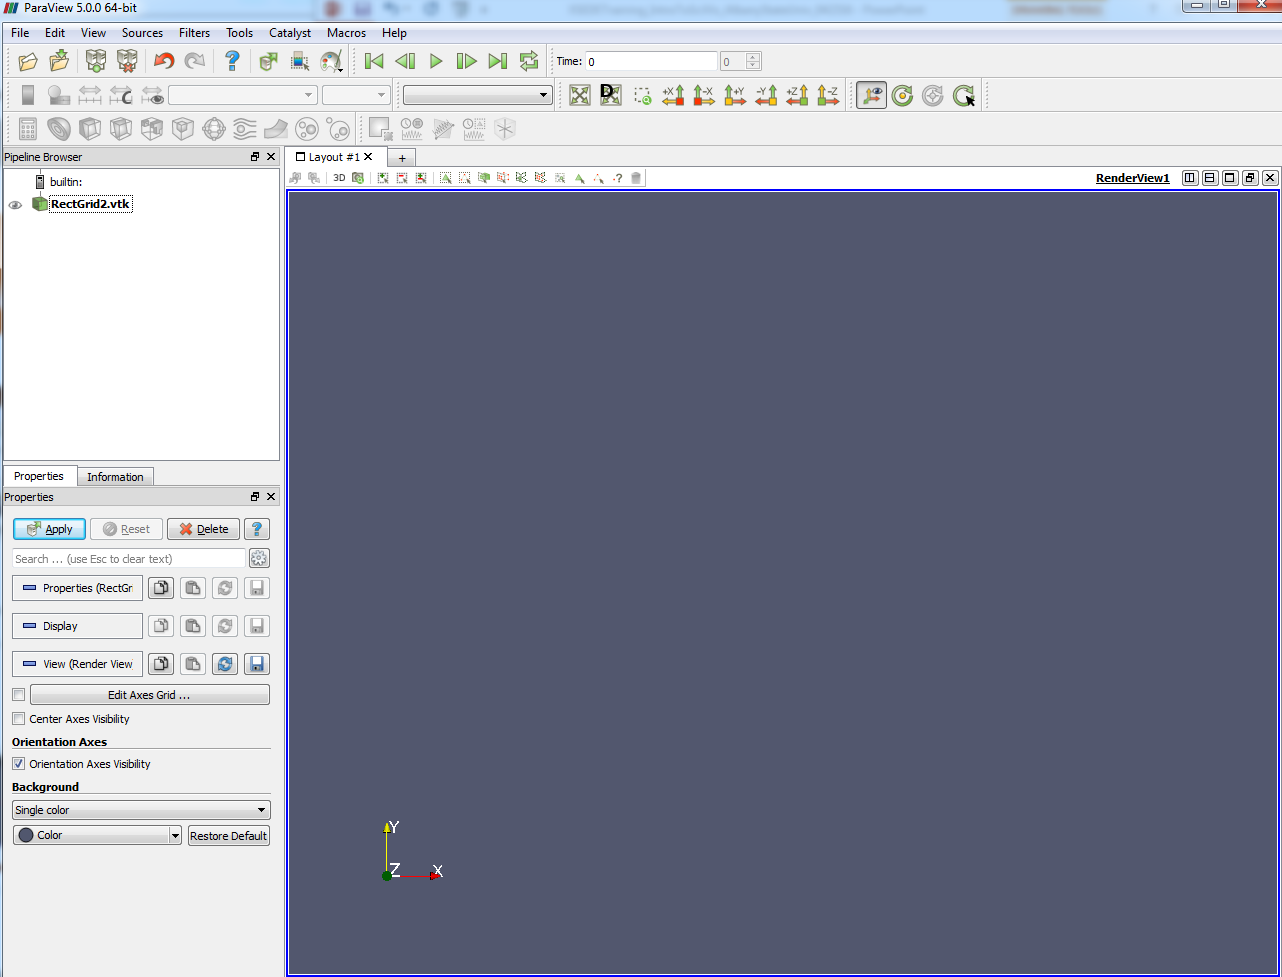 ParaView 5.0.0 64-bit
File Edit View Sources Filters Tools Catalyst Macros Help
? Time: 0 0
D +X -X +Y -Y +Z -Z
Pipeline Browser
Layout #1 +
builtin:
3D ? RenderView1
RectGrid2.vtk
Properties Information
Properties
Apply Reset Delete ?
Search ... (use Esc to clear text)
Properties (RectGri
Display
View (Render View
Edit Axes Grid ...
Center Axes Visibility
Orientation Axes
Orientation Axes Visibility
Background
Single color
Color Restore Default
Y
Z X